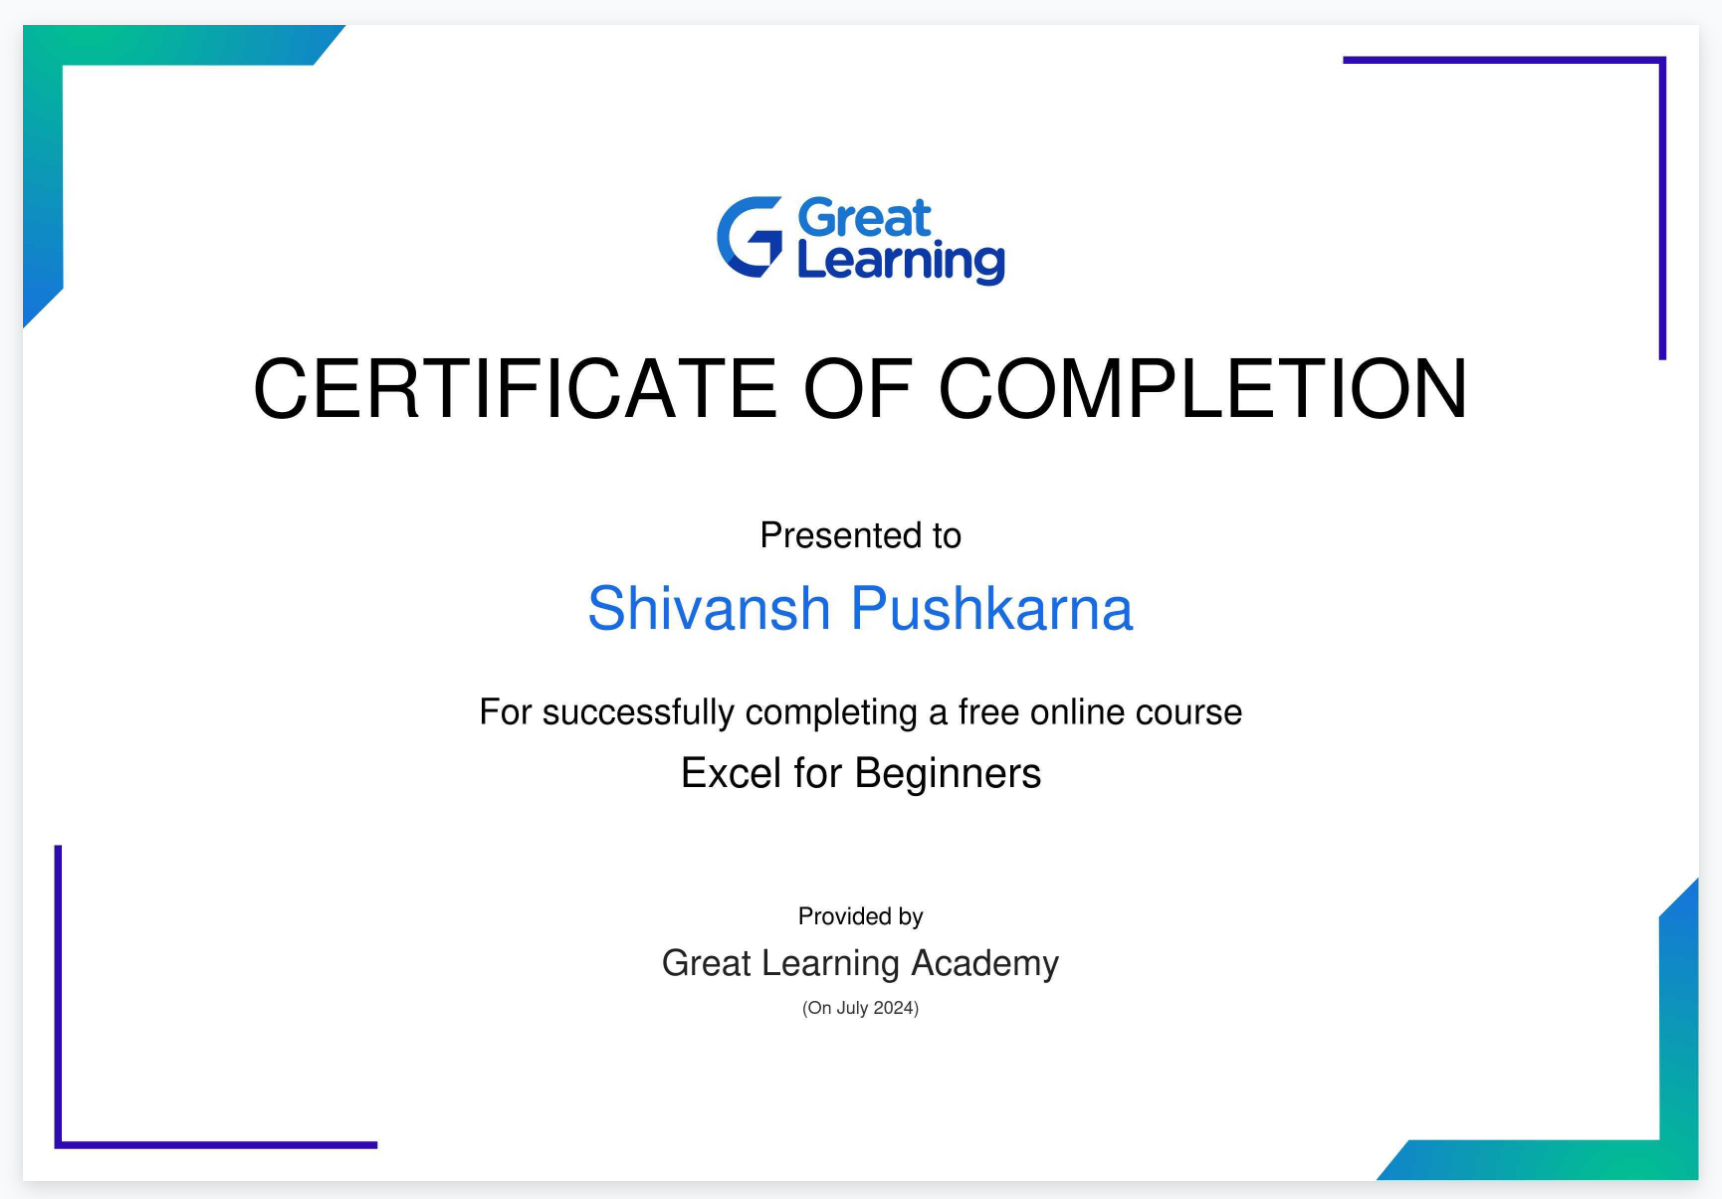 Great
Learning
CERTIFICATE OF COMPLETION
Presented to
Shivansh Pushkarna
For successfully completing a free online course
Excel for Beginners
Provided by
Great Learning Academy
(On July 2024)